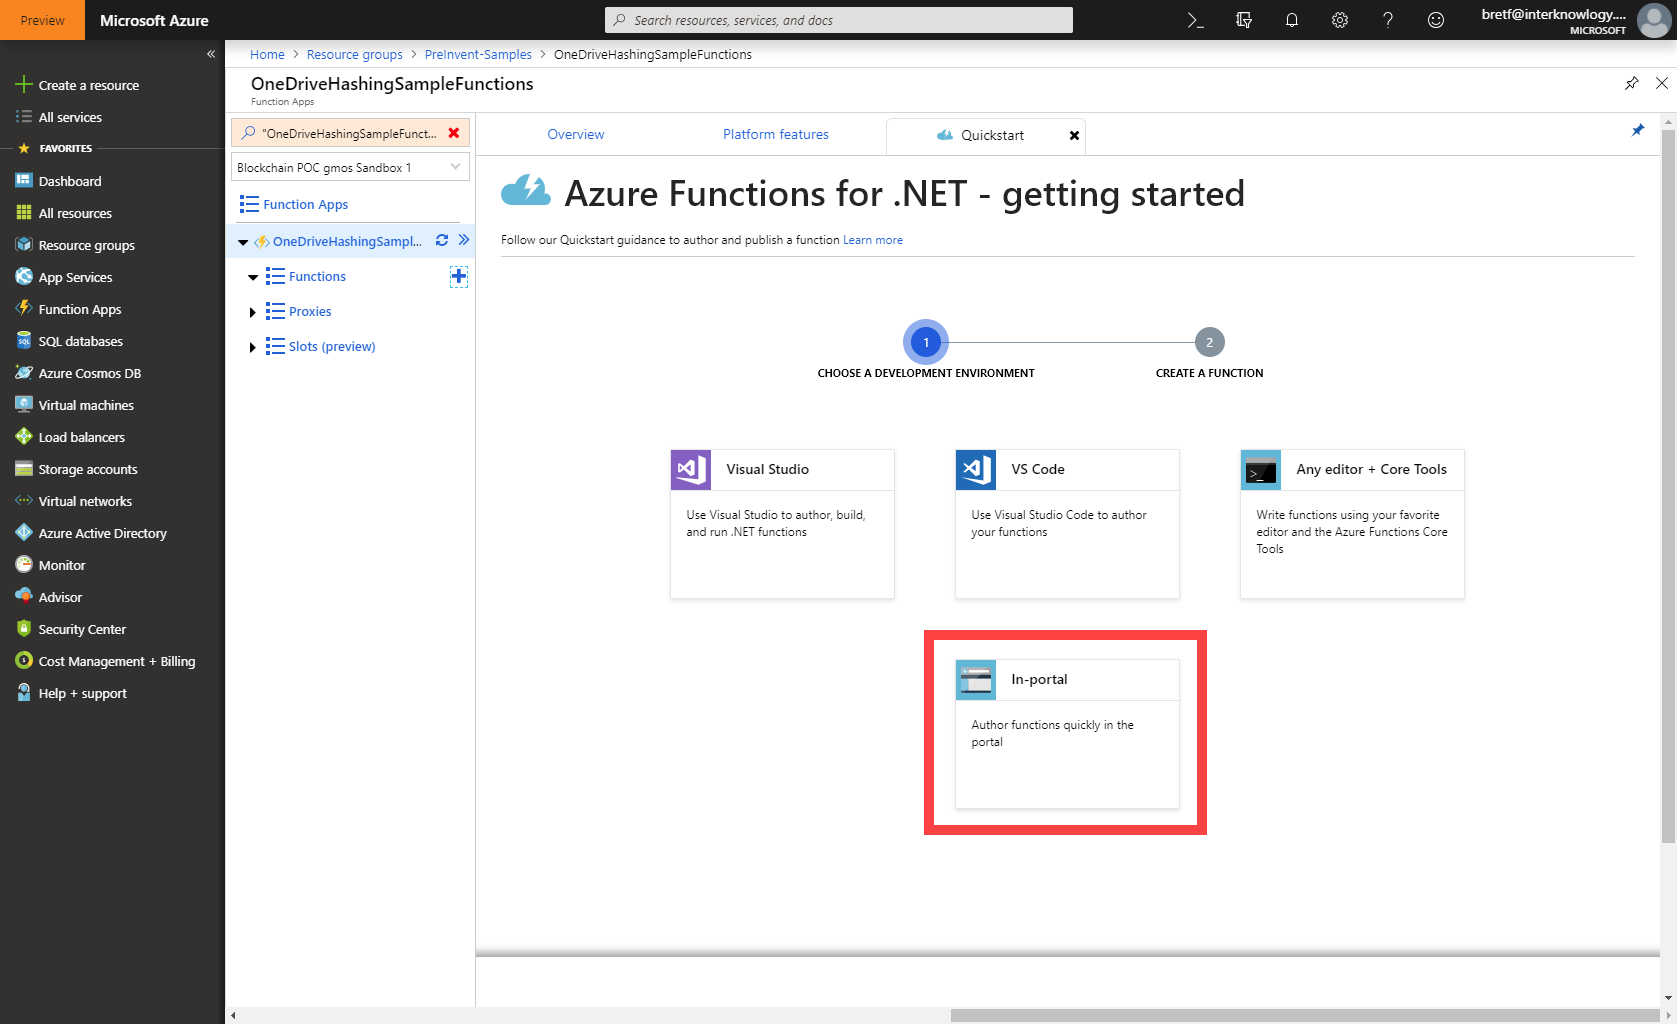 Preview
Microsoft Azure
Search resources, services, and docs
bretf@interknowlogy....
MICROSOFT
Create a resource
All services
FAVORITES
Dashboard
All resources
Resource groups
App Services
Function Apps
SQL databases
Azure Cosmos DB
Virtual machines
Load balancers
Storage accounts
Virtual networks
Azure Active Directory
Monitor
Advisor
Security Center
Cost Management + Billing
Help + support
Home > Resource groups > PreInvent-Samples > OneDriveHashingSampleFunctions
OneDriveHashingSampleFunctions
Function Apps
"OneDriveHashingSampleFunct...
Blockchain POC gmos Sandbox 1
Function Apps
OneDriveHashingSampl...
Functions
Proxies
Slots (preview)
Overview
Platform features
Quickstart
Azure Functions for .NET - getting started
Follow our Quickstart guidance to author and publish a function Learn more
1
2
CHOOSE A DEVELOPMENT ENVIRONMENT
CREATE A FUNCTION
Visual Studio
Use Visual Studio to author, build,
and run .NET functions
VS Code
Use Visual Studio Code to author
your functions
Any editor + Core Tools
Write functions using your favorite
editor and the Azure Functions Core
Tools
In-portal
Author functions quickly in the
portal